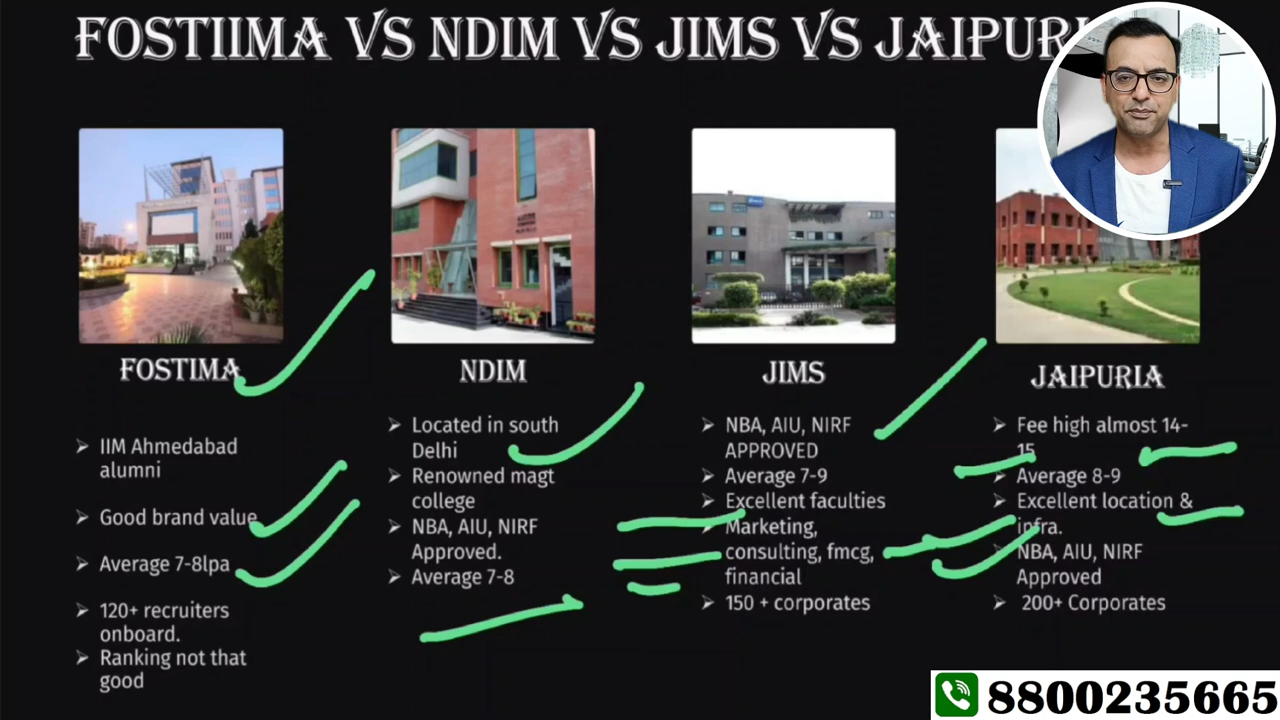 FOSTIIMA VS NDIM VS JIMS VS JAIPUR
FOSTIMA
IIM Ahmedabad
alumni
Good brand value
Average 7-8lpa
120+ recruiters
onboard.
Ranking not that
good
NDIM
Located in south
Delhi
Renowned magt
college
NBA, AIU, NIRF
Approved.
Average 7-8
JIMS
NBA, AIU, NIRF
APPROVED
Average 7-9
Excellent faculties
Marketing,
consulting, fmcg,
financial
150 + corporates
JAIPURIA
Fee high almost 14-
15
Average 8-9
Excellent location &
infra.
NBA, AIU, NIRF
Approved
200+ Corporates
8800235665